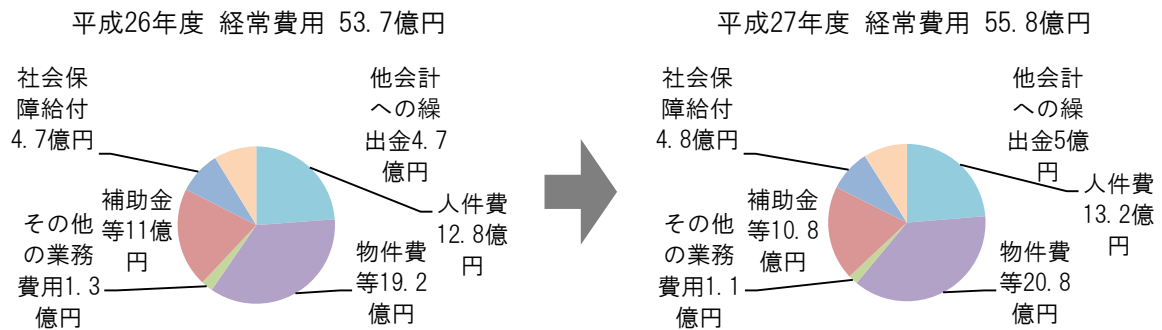 平成26年度 経常費用 53.7億円
社会保
障給付
4.7億円
他会計
への繰
出金4.7
億円
補助金
等11億
円
人件費
12.8億
円
その他
の業務
費用1.3
億円
物件費
等19.2
億円
平成27年度 経常費用 55.8億円
社会保
障給付
4.8億円
他会計
への繰
出金5億
円
補助金
等10.8
億円
人件費
13.2億
円
その他
の業務
費用1.1
億円
物件費
等20.8
億円